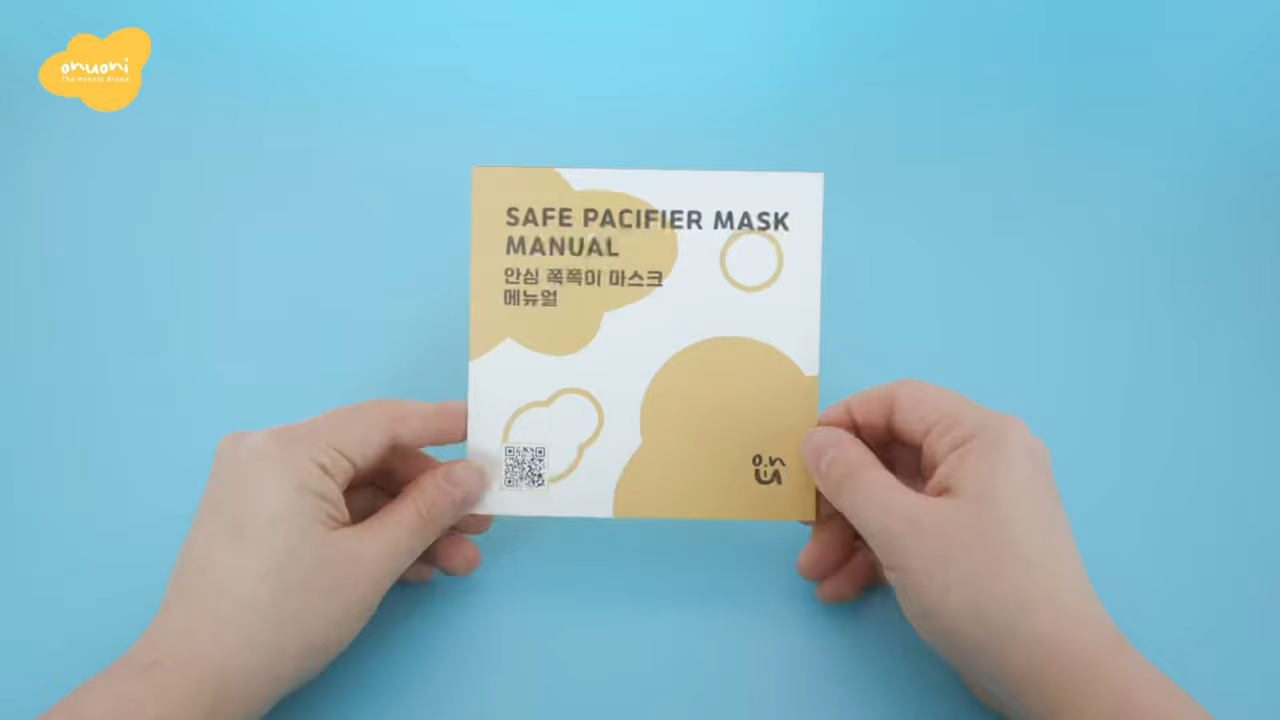 onuoni
The Honest Brand
SAFE PACIFIER MASK
MANUAL
안심 쪽쪽이 마스크
메뉴얼
onui